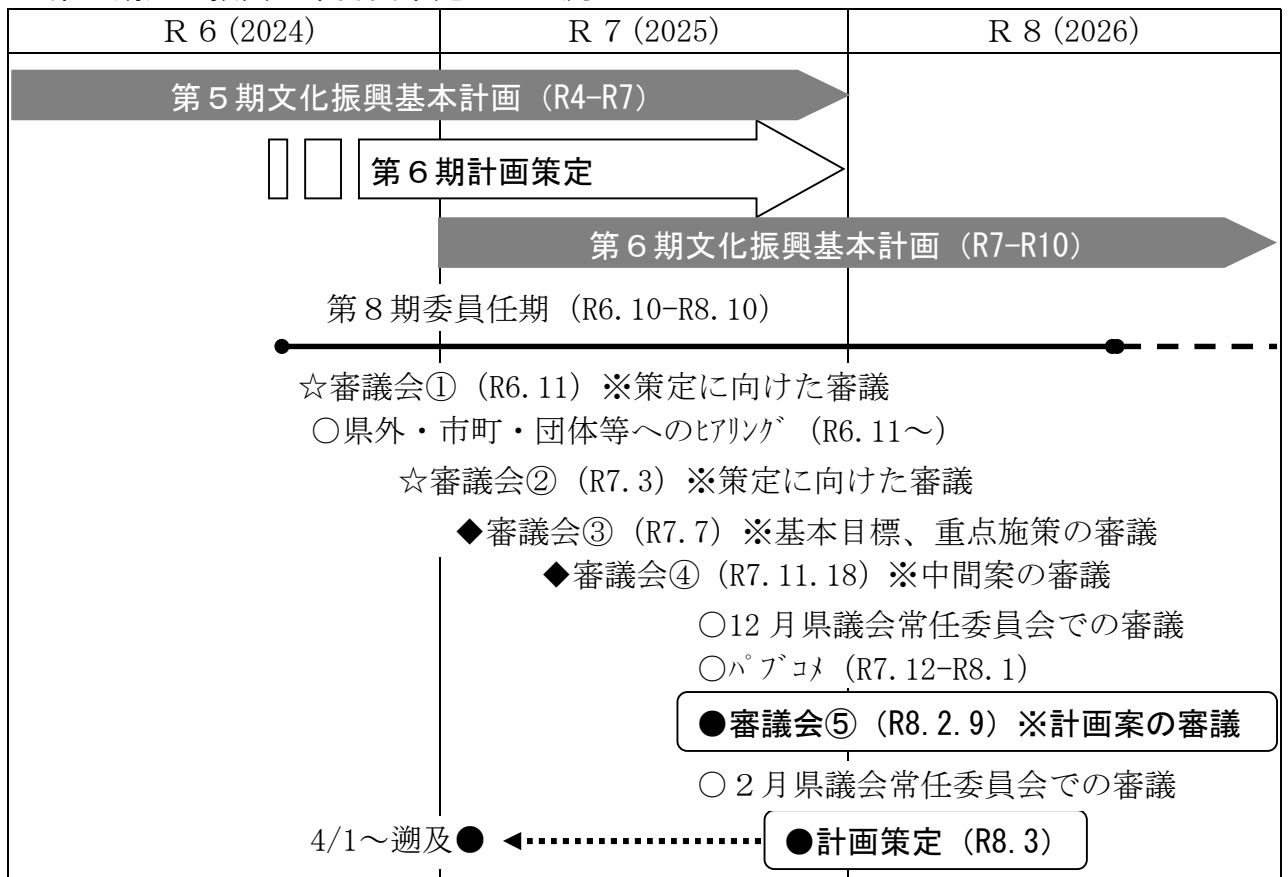 R 6 (2024)
R 7 (2025)
R 8 (2026)
第5期文化振興基本計画（R4-R7）
第6期計画策定
第6期文化振興基本計画（R7-R10）
第8期委員任期（R6.10-R8.10）
☆審議会①（R6.11）※策定に向けた審議
○県外・市町・団体等へのﾋｱﾘﾝｸﾞ（R6.11～）
☆審議会②（R7.3）※策定に向けた審議
◆審議会③（R7.7）※基本目標、重点施策の審議
◆審議会④（R7.11.18）※中間案の審議
○12月県議会常任委員会での審議
○ﾊﾟﾌﾞｺﾒ（R7.12-R8.1）
●審議会⑤（R8.2.9）※計画案の審議
○２月県議会常任委員会での審議
4/1～遡及●
●計画策定（R8.3）